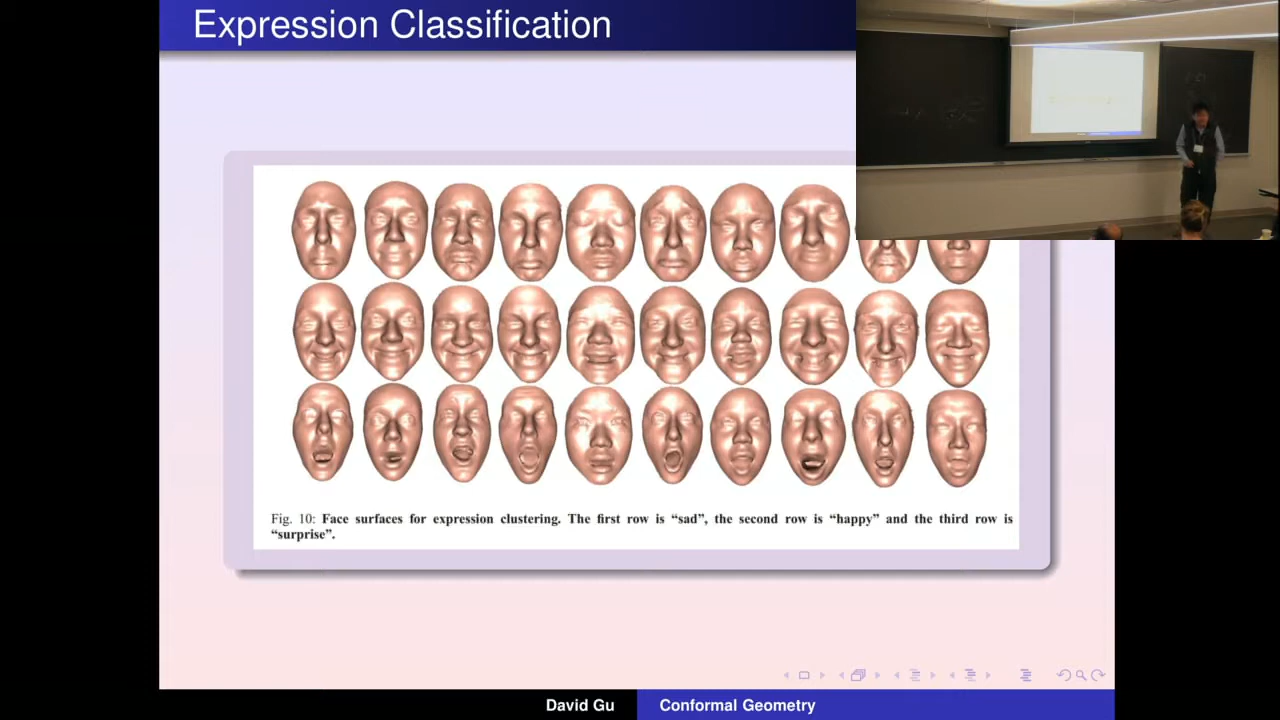 Expression Classification
Fig. 10: Face surfaces for expression clustering. The first row is “sad”, the second row is “happy” and the third row is
“surprise”.
David Gu
Conformal Geometry